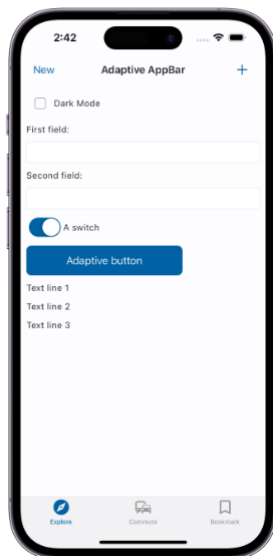 2:42
New Adaptive AppBar +
Dark Mode
First field:
Second field:
A switch
Adaptive button
Text line 1
Text line 2
Text line 3
Explore Commute Bookmark